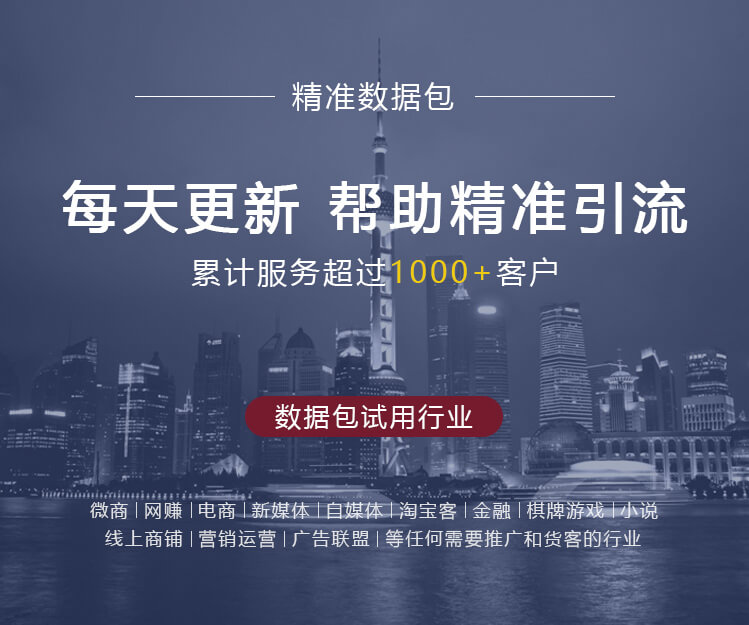 精准数据包
每天更新 帮助精准引流
累计服务超过1000+客户
数据包试用行业
微商|网赚|电商|新媒体|自媒体|淘宝客|金融|棋牌游戏|小说
线上商铺|营销运营|广告联盟|等任何需要推广和货客的行业